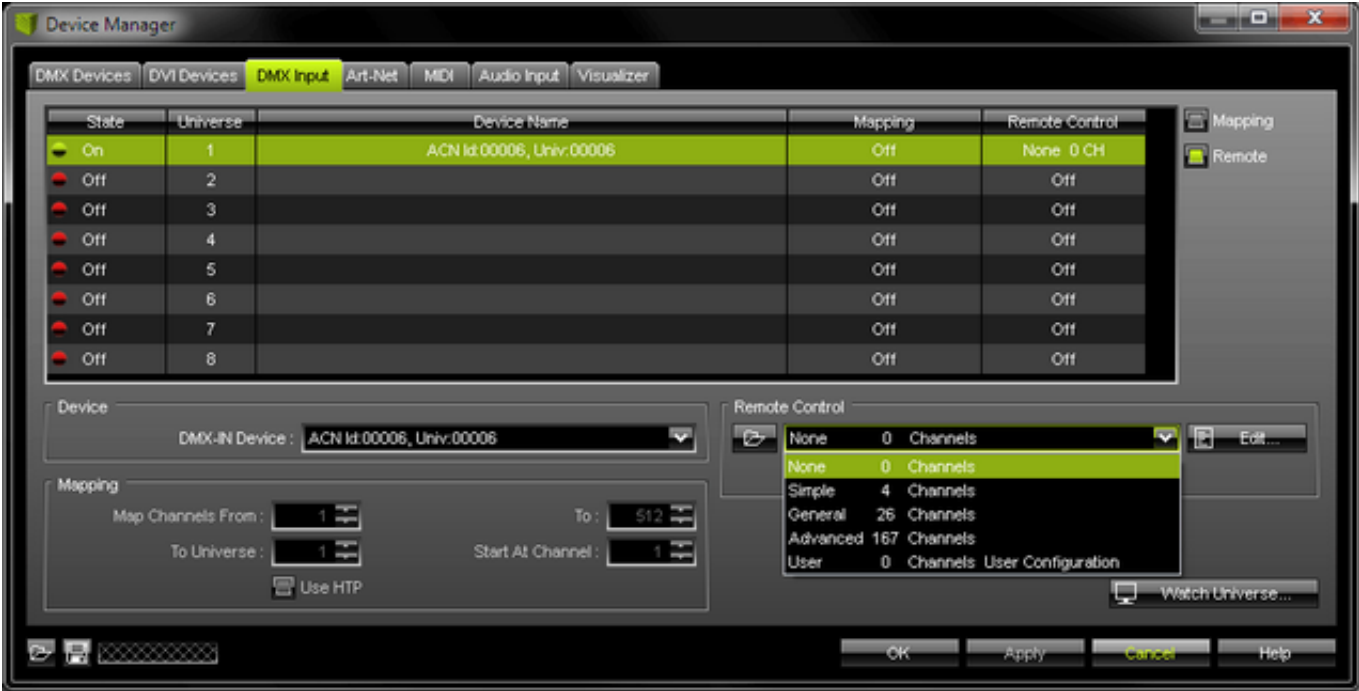 Device Manager
DMX Devices DVI Devices DMX Input Art-Net MIDI Audio Input Visualizer
State Universe Device Name Mapping Remote Control Mapping
On 1 ACN Id:00006, Univ:00006 Off None 0 CH Remote
Off 2 Off Off
Off 3 Off Off
Off 4 Off Off
Off 5 Off Off
Off 6 Off Off
Off 7 Off Off
Off 8 Off Off
Device Remote Control
DMX-IN Device : ACN Id:00006, Univ:00006 None 0 Channels Edit...
None 0 Channels
Mapping Simple 4 Channels
Map Channels From : 1 To : 512 General 26 Channels
Advanced 167 Channels
To Universe : 1 Start At Channel : 1 User 0 Channels User Configuration
Use HTP Watch Universe...
OK Apply Cancel Help